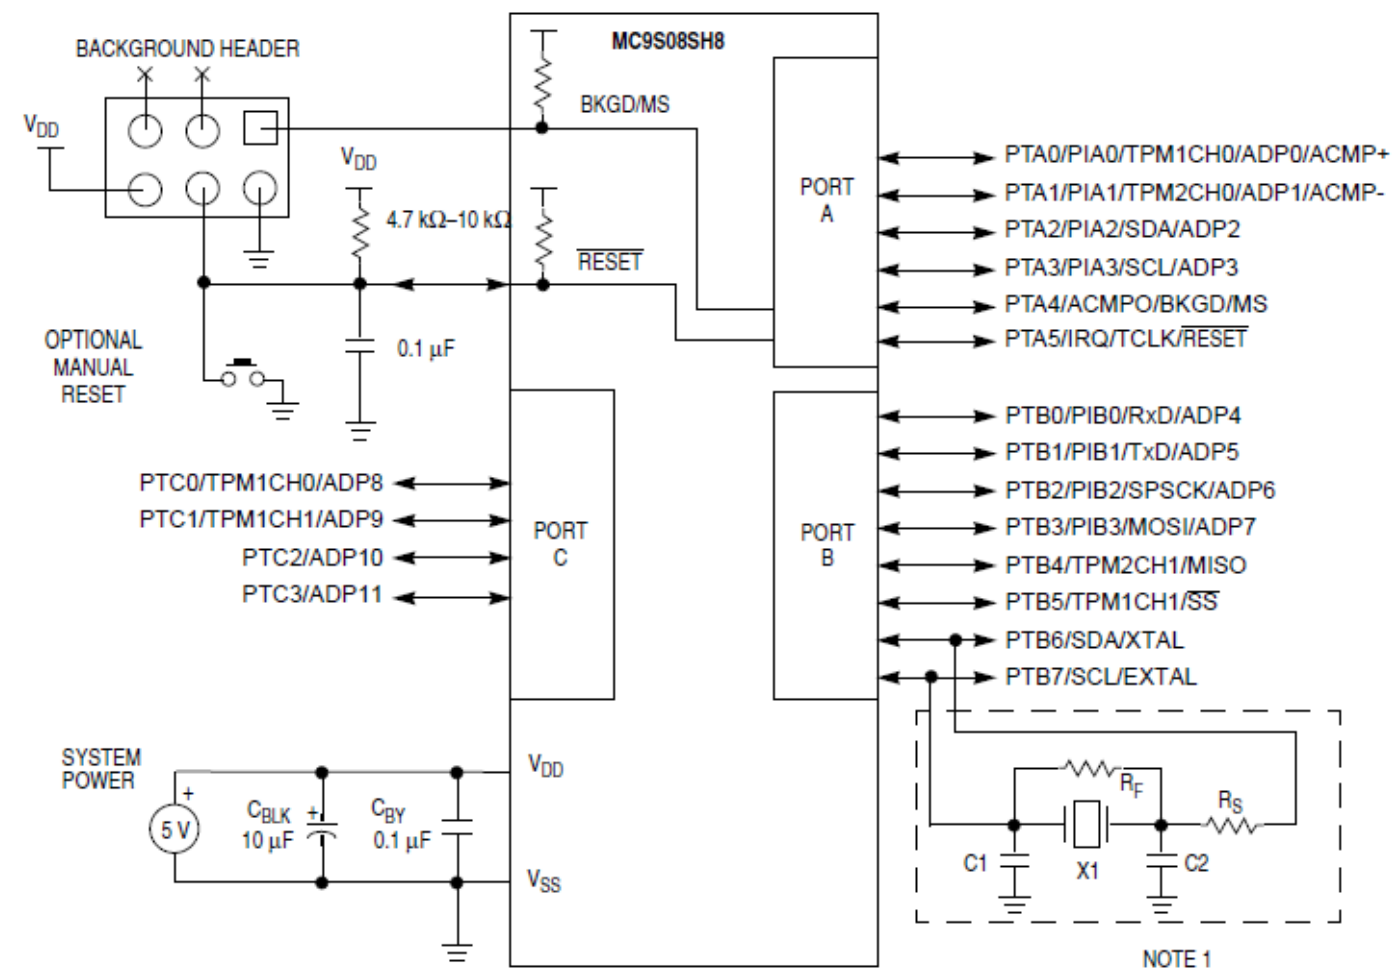 MC9S08SH8
BACKGROUND HEADER
BKGD/MS
VDD
VDD
4.7 kΩ–10 kΩ
RESET
PORT
A
PTA0/PIA0/TPM1CH0/ADP0/ACMP+
PTA1/PIA1/TPM2CH0/ADP1/ACMP-
PTA2/PIA2/SDA/ADP2
PTA3/PIA3/SCL/ADP3
PTA4/ACMPO/BKGD/MS
PTA5/IRQ/TCLK/RESET
OPTIONAL
MANUAL
RESET
0.1 µF
PTC0/TPM1CH0/ADP8
PTC1/TPM1CH1/ADP9
PTC2/ADP10
PTC3/ADP11
PORT
C
PORT
B
PTB0/PIB0/RxD/ADP4
PTB1/PIB1/TxD/ADP5
PTB2/PIB2/SPSCK/ADP6
PTB3/PIB3/MOSI/ADP7
PTB4/TPM2CH1/MISO
PTB5/TPM1CH1/SS
PTB6/SDA/XTAL
PTB7/SCL/EXTAL
SYSTEM
POWER
+
5 V
CBLK
+
10 µF
CBY
0.1 µF
VDD
VSS
RF
RS
C1
X1
C2
NOTE 1